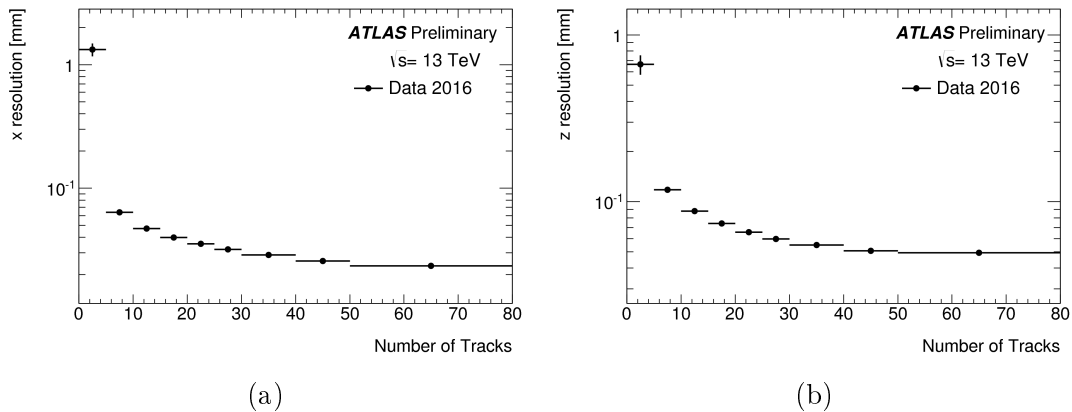 x resolution [mm]
1
10⁻¹
ATLAS Preliminary
√s= 13 TeV
Data 2016
0 10 20 30 40 50 60 70 80
Number of Tracks
(a)
z resolution [mm]
1
10⁻¹
ATLAS Preliminary
√s= 13 TeV
Data 2016
0 10 20 30 40 50 60 70 80
Number of Tracks
(b)